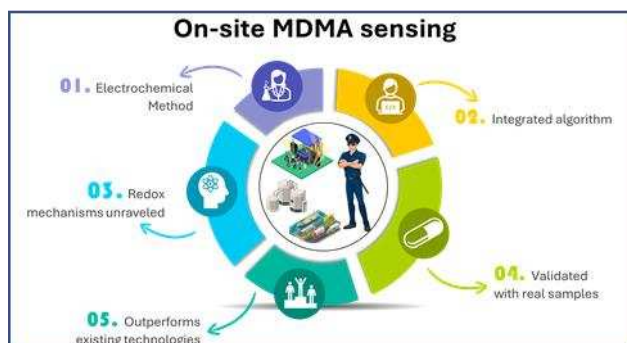 On-site MDMA sensing
01. Electrochemical
Method
02. Integrated algorithm
03. Redox
mechanisms unraveled
04. Validated
with real samples
05. Outperforms
existing technologies